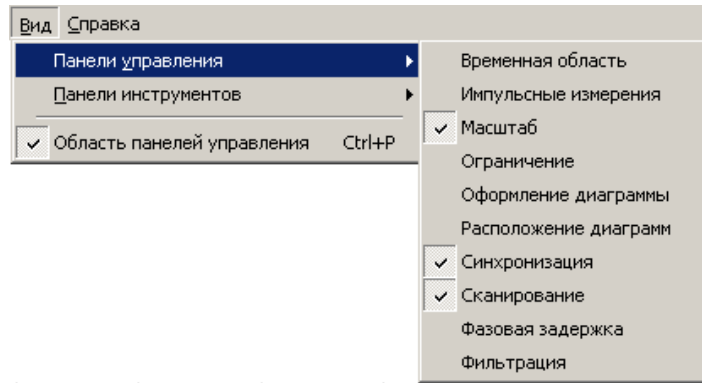 Вид Справка
Панели управления
Панели инструментов
Область панелей управления Ctrl+P
Временная область
Импульсные измерения
Масштаб
Ограничение
Оформление диаграммы
Расположение диаграмм
Синхронизация
Сканирование
Фазовая задержка
Фильтрация